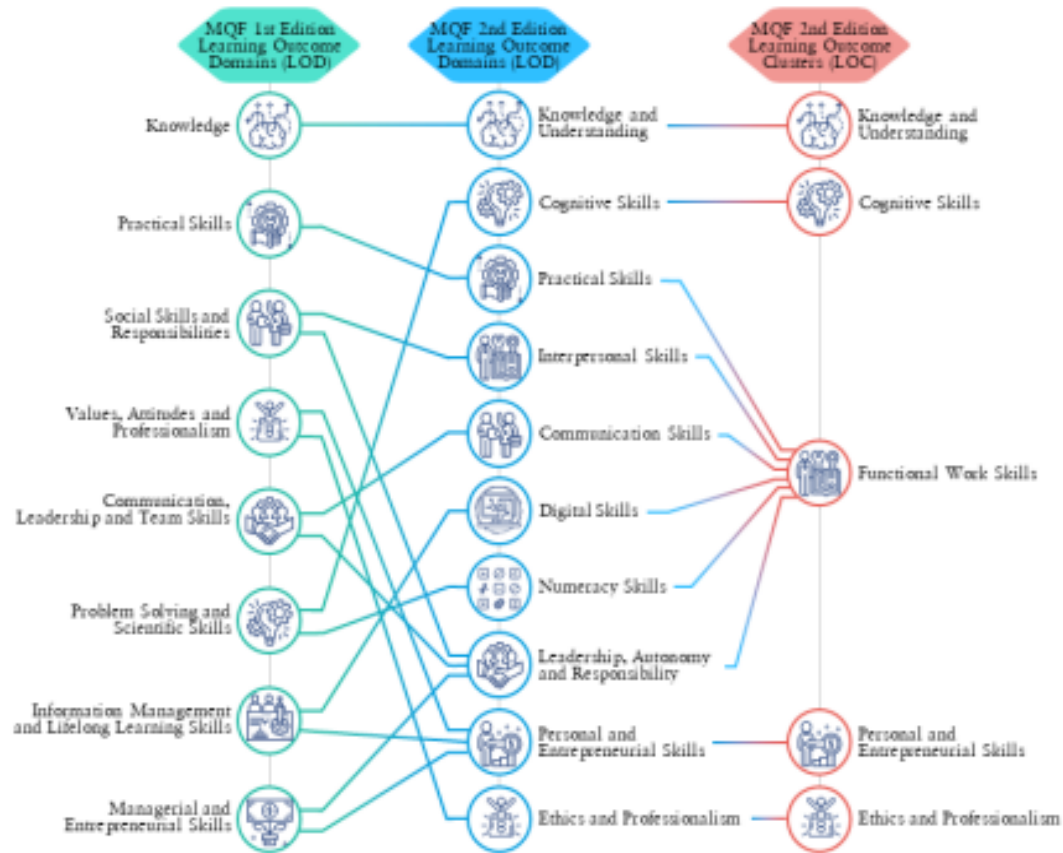 MQF 1st Edition
Learning Outcome
Domains (LOD)
MQF 2nd Edition
Learning Outcome
Domains (LOD)
MQF 2nd Edition
Learning Outcome
Clusters (LOC)
Knowledge
Practical Skills
Social Skills and
Responsibilities
Values, Attitudes and
Professionalism
Communication,
Leadership and Team Skills
Problem Solving and
Scientific Skills
Information Management
and Lifelong Learning Skills
Managerial and
Entrepreneurial Skills
Knowledge and
Understanding
Cognitive Skills
Practical Skills
Interpersonal Skills
Communication Skills
Digital Skills
Numeracy Skills
Leadership, Autonomy
and Responsibility
Personal and
Entrepreneurial Skills
Ethics and Professionalism
Knowledge and
Understanding
Cognitive Skills
Functional Work Skills
Personal and
Entrepreneurial Skills
Ethics and Professionalism